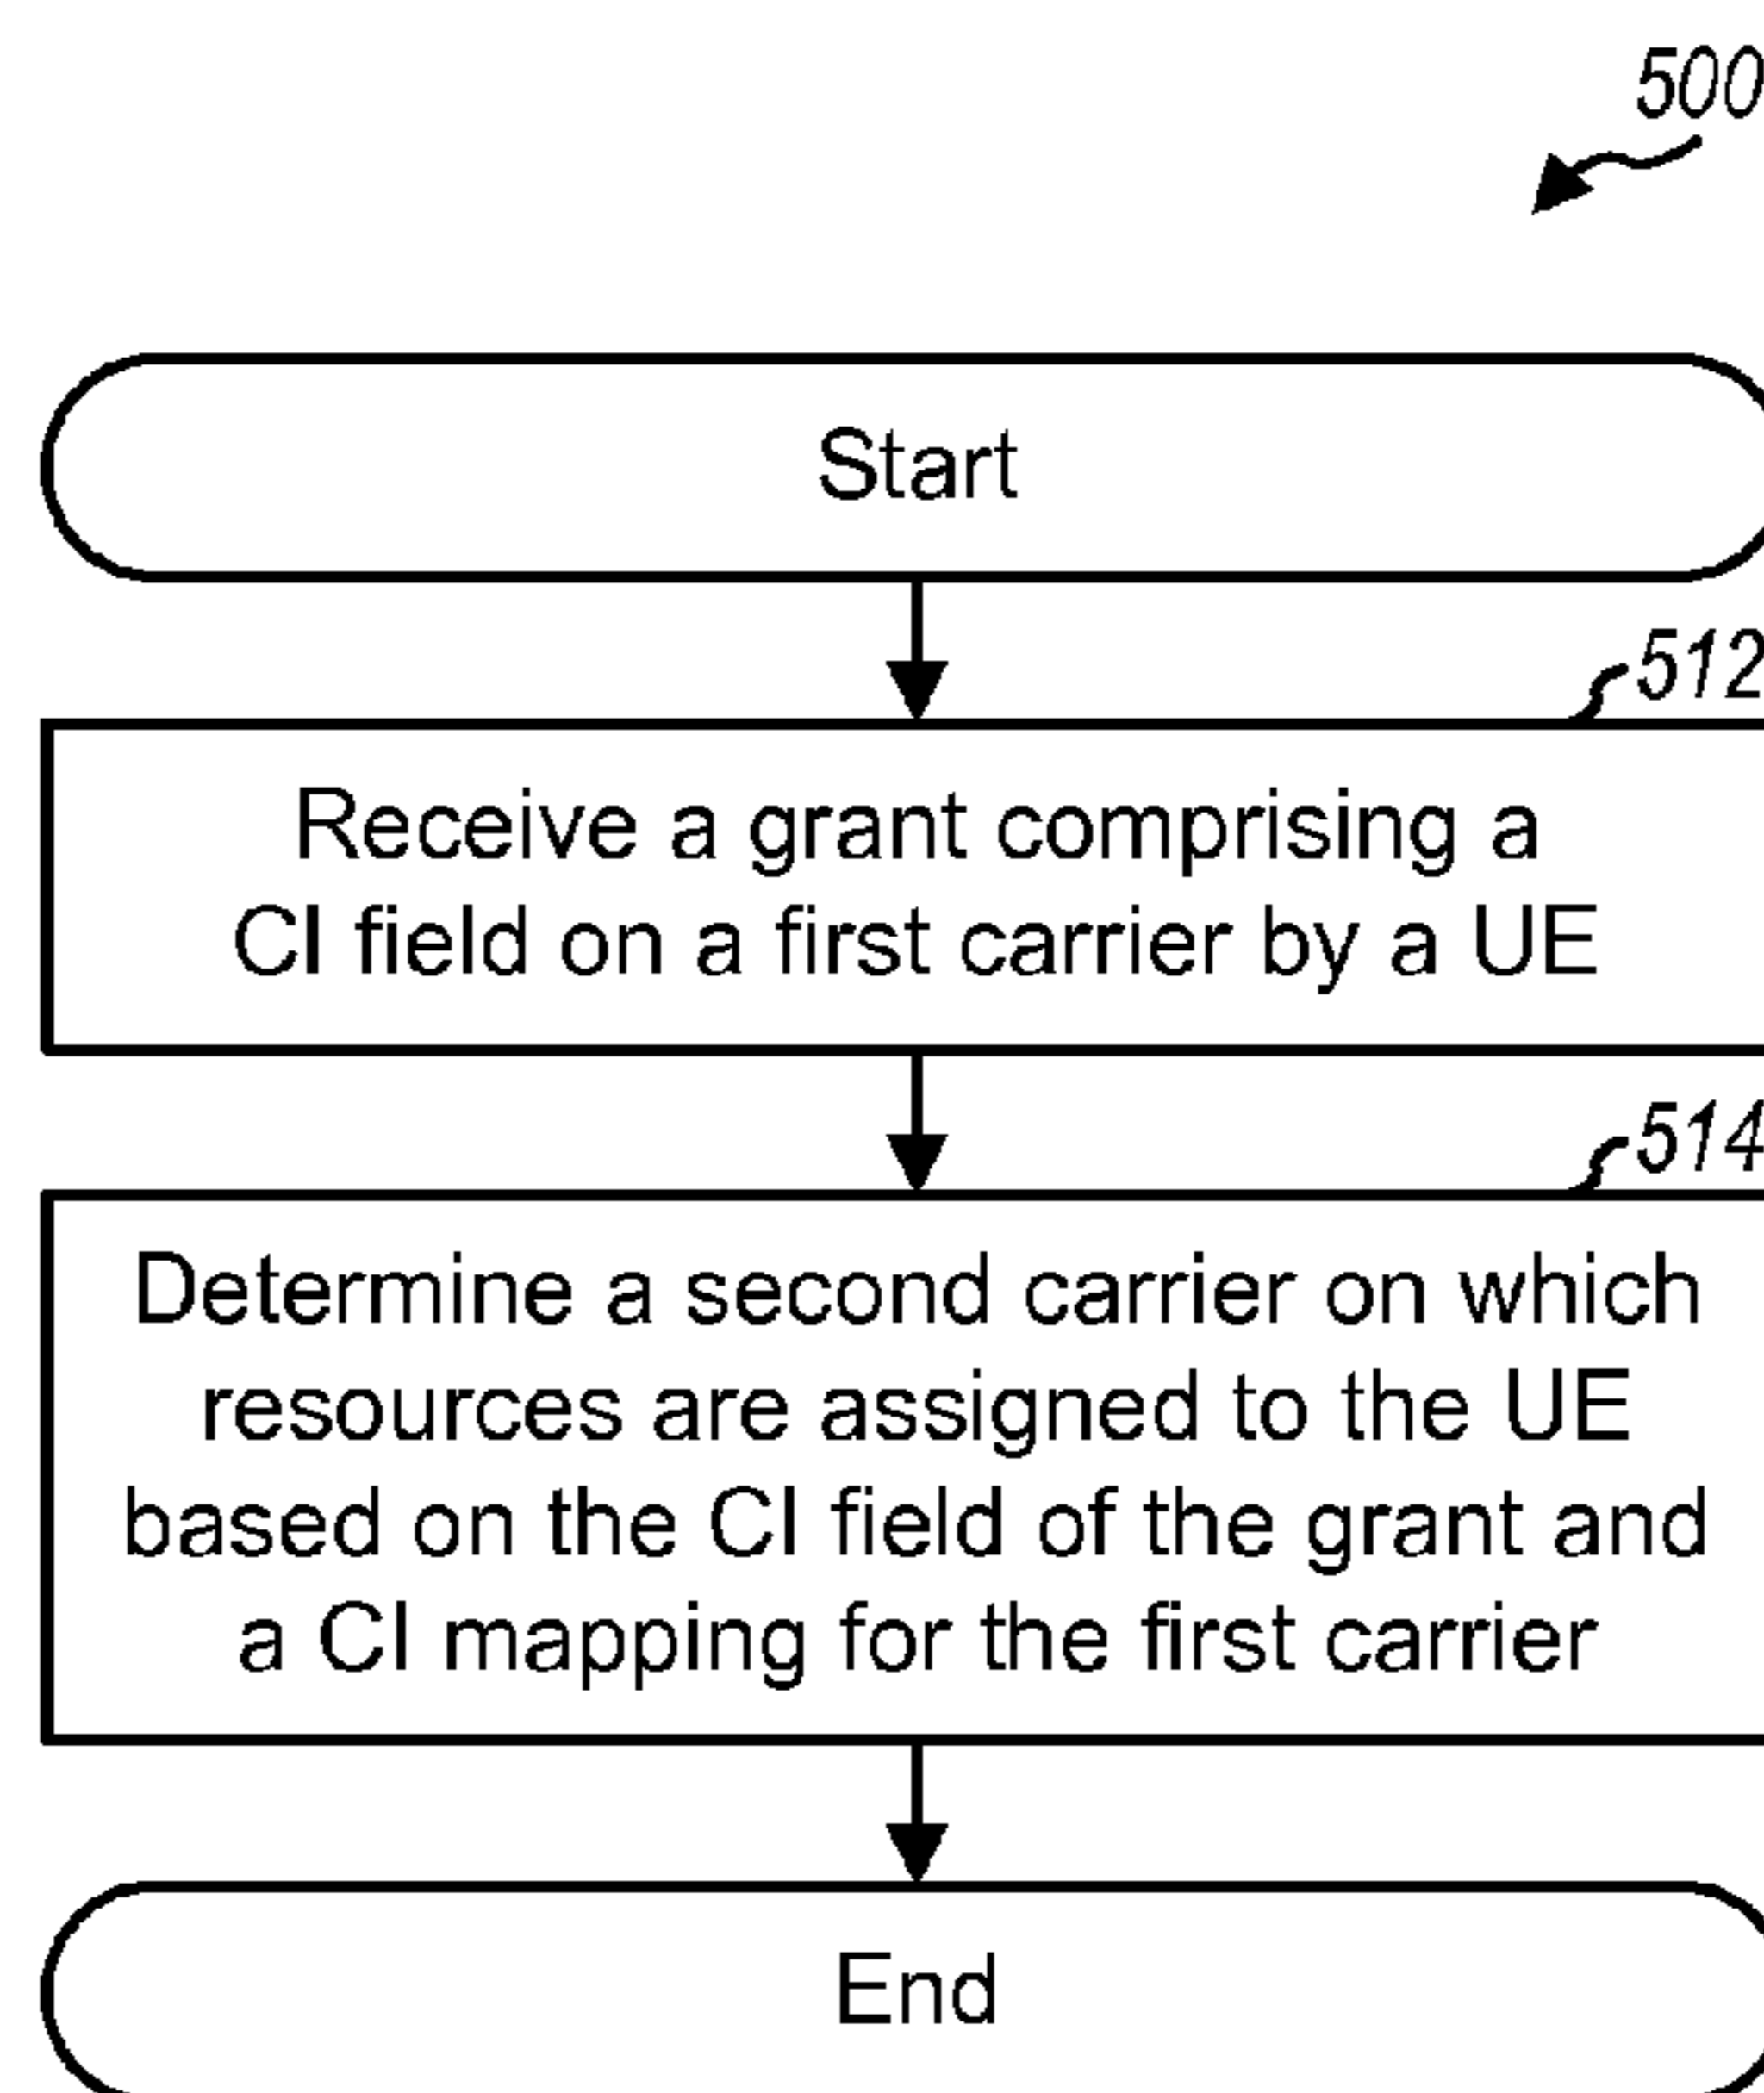 500
Start
512
Receive a grant comprising a
CI field on a first carrier by a UE
514
Determine a second carrier on which
resources are assigned to the UE
based on the CI field of the grant and
a CI mapping for the first carrier
End